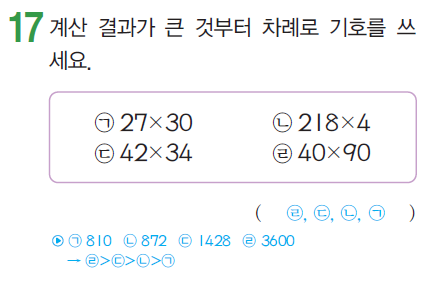 17 계산 결과가 큰 것부터 차례로 기호를 쓰
세요.
㉠ 27×30 ㉡ 218×4
㉢ 42×34 ㉣ 40×90
( ㉣, ㉢, ㉡, ㉠ )
▶ ㉠ 810 ㉡ 872 ㉢ 1428 ㉣ 3600
→ ㉣>㉢>㉡>㉠